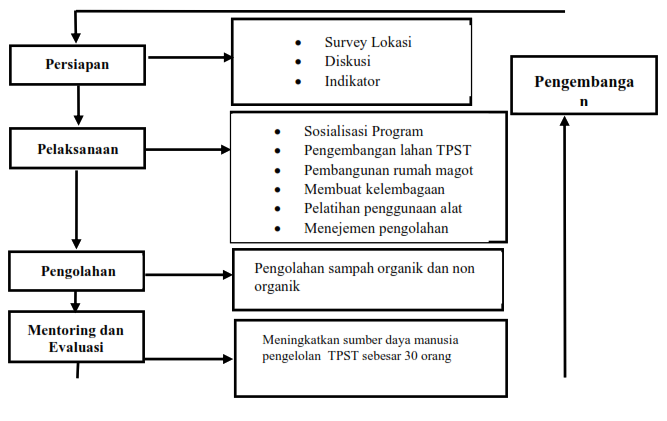 Persiapan
• Survey Lokasi
• Diskusi
• Indikator
Pengembanga
n
Pelaksanaan
• Sosialisasi Program
• Pengembangan lahan TPST
• Pembangunan rumah magot
• Membuat kelembagaan
• Pelatihan penggunaan alat
• Menejemen pengolahan
Pengolahan
Pengolahan sampah organik dan non
organik
Mentoring dan
Evaluasi
Meningkatkan sumber daya manusia
pengelolan TPST sebesar 30 orang